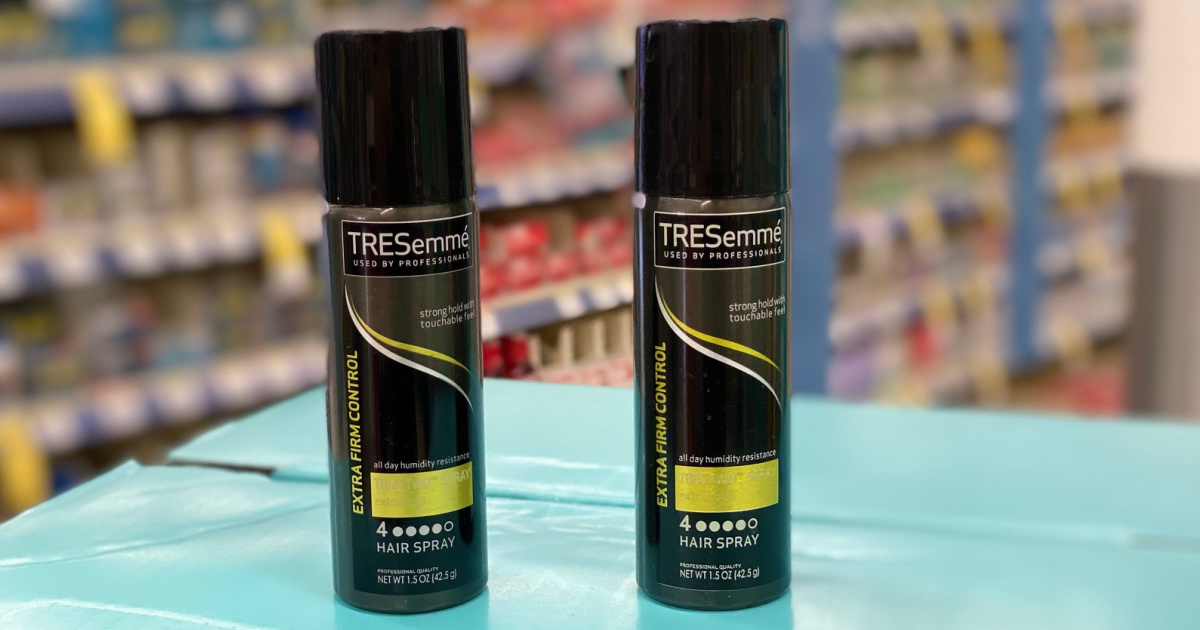 TRESemmé
USED BY PROFESSIONALS
strong hold with
touchable feel
EXTRA FIRM CONTROL
all day humidity resistance
SPRAY
4
HAIR SPRAY
PROFESSIONAL QUALITY
NET WT 1.5 OZ (42.5 g)
TRESemmé
USED BY PROFESSIONALS
strong hold with
touchable feel
EXTRA FIRM CONTROL
all day humidity resistance
SPRAY
4
HAIR SPRAY
PROFESSIONAL QUALITY
NET WT 1.5 OZ (42.5 g)